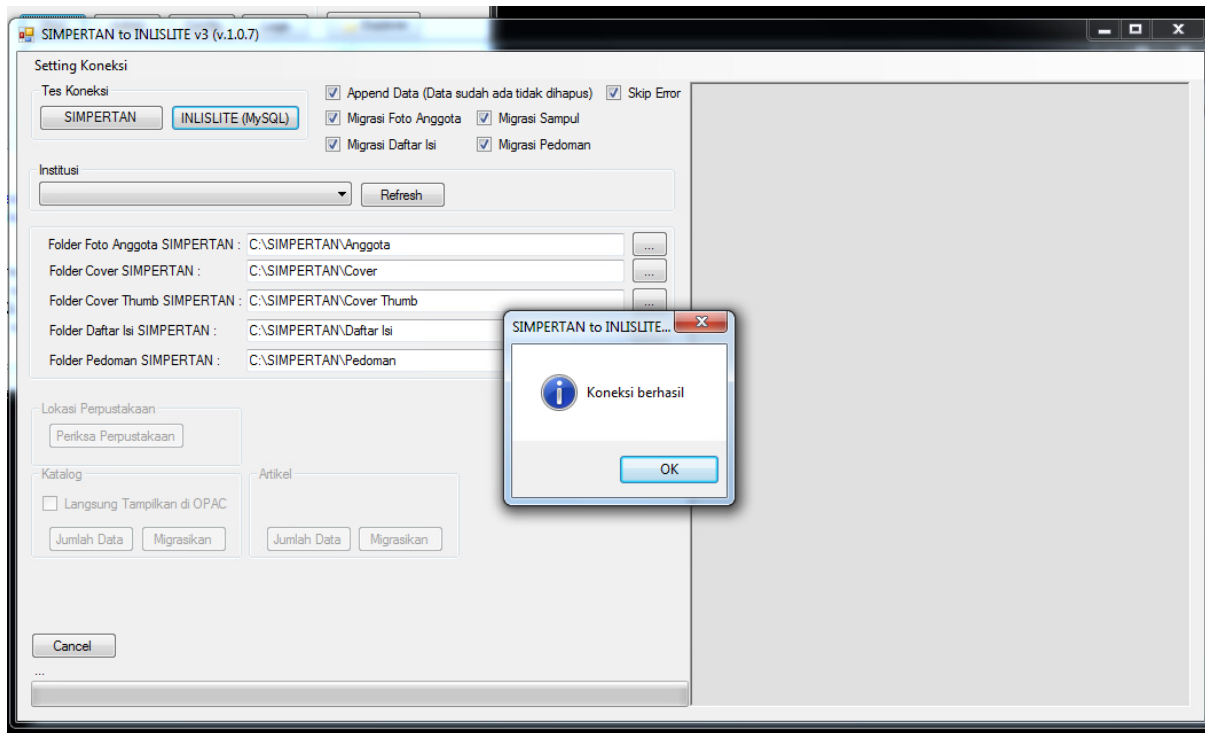 SIMPERTAN to INLISLITE v3 (v.1.0.7)
Setting Koneksi
Tes Koneksi
SIMPERTAN INLISLITE (MySQL)
Append Data (Data sudah ada tidak dihapus) Skip Error
Migrasi Foto Anggota Migrasi Sampul
Migrasi Daftar Isi Migrasi Pedoman
Institusi
Refresh
Folder Foto Anggota SIMPERTAN : C:\SIMPERTAN\Anggota ...
Folder Cover SIMPERTAN : C:\SIMPERTAN\Cover ...
Folder Cover Thumb SIMPERTAN : C:\SIMPERTAN\Cover Thumb ...
Folder Daftar Isi SIMPERTAN : C:\SIMPERTAN\Daftar Isi
Folder Pedoman SIMPERTAN : C:\SIMPERTAN\Pedoman
SIMPERTAN to INLISLITE...
Koneksi berhasil
OK
Lokasi Perpustakaan
Periksa Perpustakaan
Katalog
Langsung Tampilkan di OPAC
Jumlah Data Migrasikan
Artikel
Jumlah Data Migrasikan
Cancel
...